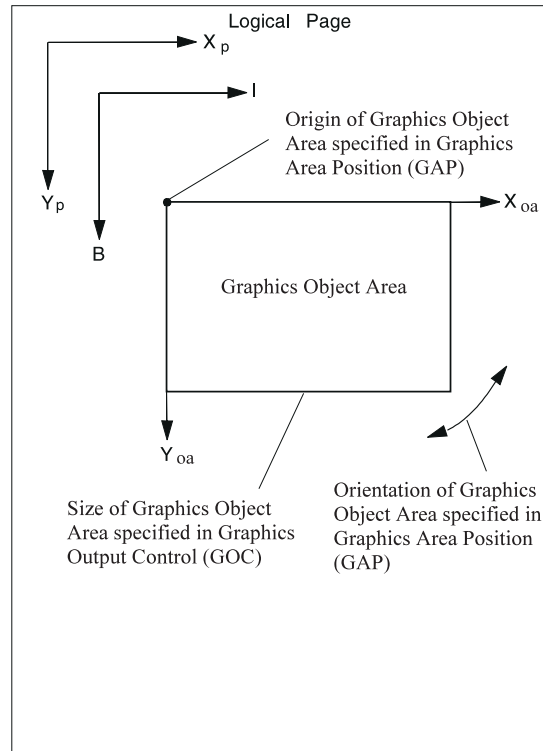 Logical Page
X p
I
Origin of Graphics Object
Area specified in Graphics
Area Position (GAP)
Y p
X oa
B
Graphics Object Area
Y oa
Size of Graphics Object
Area specified in Graphics
Output Control (GOC)
Orientation of Graphics
Object Area specified in
Graphics Area Position
(GAP)